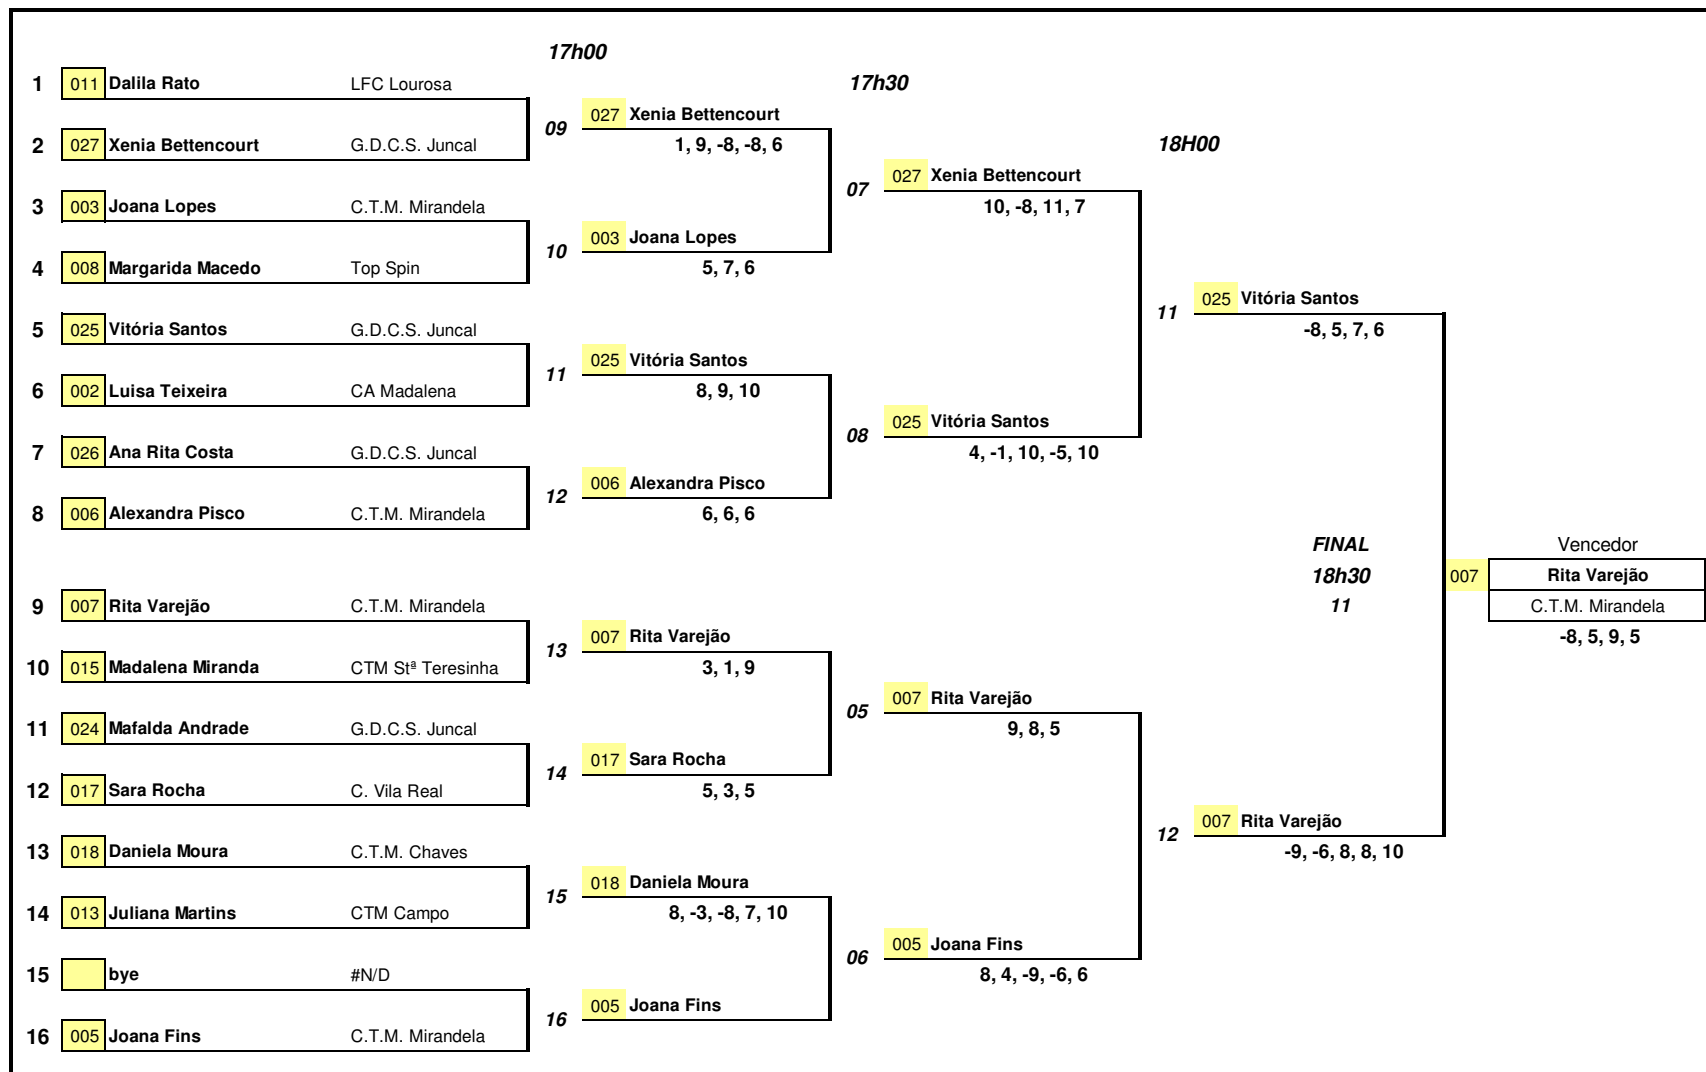 17h00
1 011 Dalila Rato LFC Lourosa 17h30
027 Xenia Bettencourt
09
2 027 Xenia Bettencourt G.D.C.S. Juncal 1, 9, -8, -8, 6 18H00
027 Xenia Bettencourt
07
3 003 Joana Lopes C.T.M. Mirandela 10, -8, 11, 7
003 Joana Lopes
10
4 008 Margarida Macedo Top Spin 5, 7, 6
025 Vitória Santos
11
5 025 Vitória Santos G.D.C.S. Juncal -8, 5, 7, 6
025 Vitória Santos
11
6 002 Luisa Teixeira CA Madalena 8, 9, 10
025 Vitória Santos
08
7 026 Ana Rita Costa G.D.C.S. Juncal 4, -1, 10, -5, 10
006 Alexandra Pisco
12
8 006 Alexandra Pisco C.T.M. Mirandela 6, 6, 6
FINAL Vencedor
18h30 007 Rita Varejão
9 007 Rita Varejão C.T.M. Mirandela 11 C.T.M. Mirandela
007 Rita Varejão -8, 5, 9, 5
13
10 015 Madalena Miranda CTM Stª Teresinha 3, 1, 9
007 Rita Varejão
05
11 024 Mafalda Andrade G.D.C.S. Juncal 9, 8, 5
017 Sara Rocha
14
12 017 Sara Rocha C. Vila Real 5, 3, 5
007 Rita Varejão
12
13 018 Daniela Moura C.T.M. Chaves -9, -6, 8, 8, 10
018 Daniela Moura
15
14 013 Juliana Martins CTM Campo 8, -3, -8, 7, 10
005 Joana Fins
06
15 bye #N/D 8, 4, -9, -6, 6
005 Joana Fins
16
16 005 Joana Fins C.T.M. Mirandela